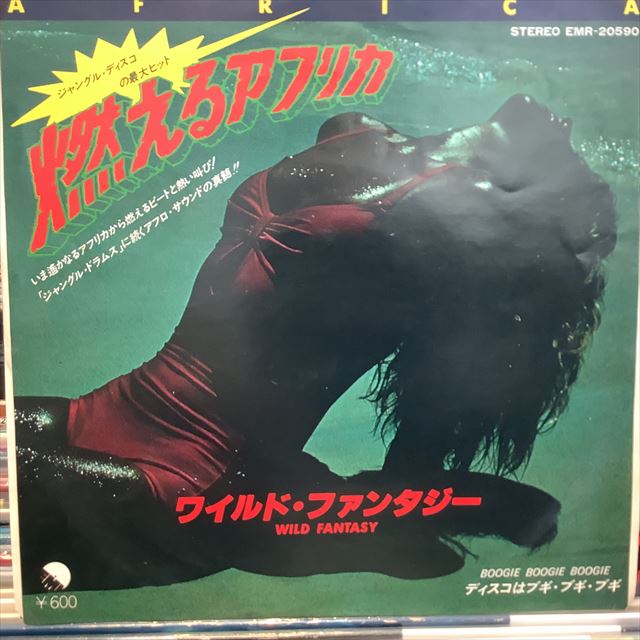 AFRICA
STEREO EMR-20590
ジャングル・ディスコ
の最大ヒット
燃えるアフリカ
いま遥かなるアフリカから燃えるビートと熱い叫び!
「ジャングル・ドラムス」に続くアフロ・サウンドの真髄!!
ワイルド・ファンタジー
WILD FANTASY
BOOGIE BOOGIE BOOGIE
ディスコはブギ・ブギ・ブギ
¥600